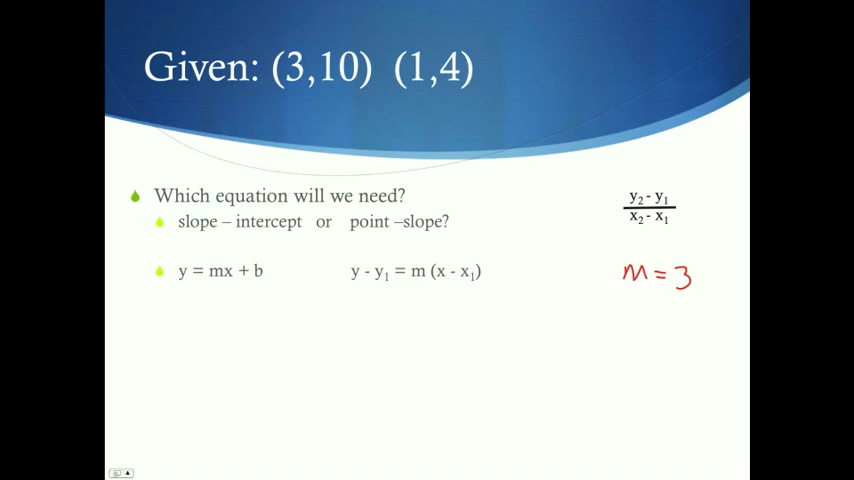 Given: (3,10) (1,4)
Which equation will we need?
slope – intercept or point –slope?
y = mx + b y - y₁ = m (x - x₁)
y₂ - y₁
x₂ - x₁
m = 3